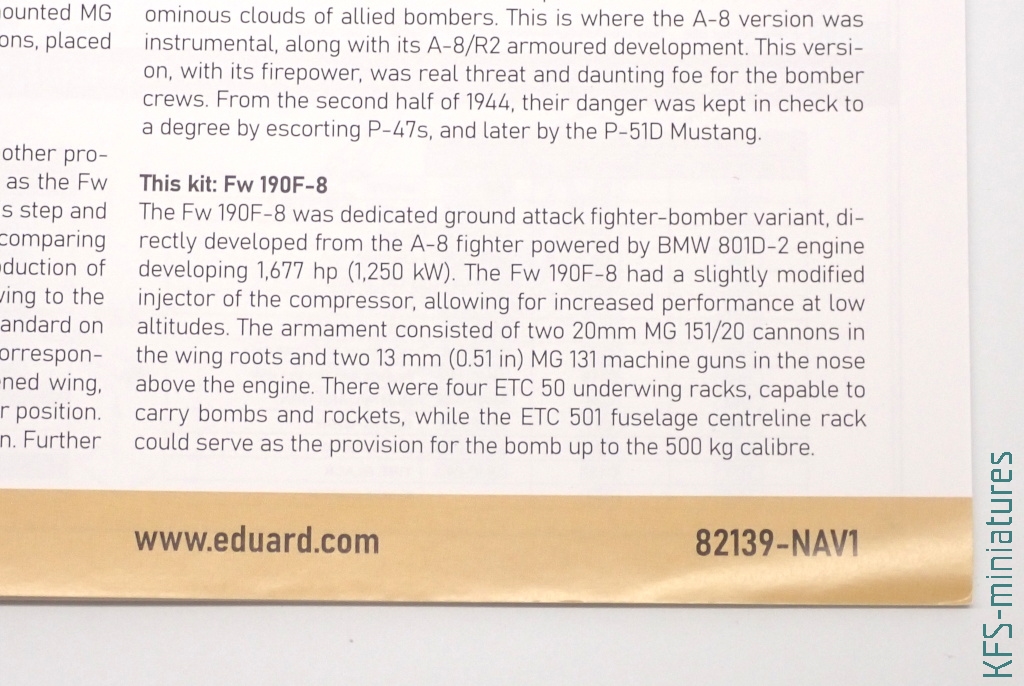 ounted MG
ons, placed
other pro-
as the Fw
s step and
comparing
duction of
ving to the
andard on
orrespon-
ned wing,
r position.
n. Further
ominous clouds of allied bombers. This is where the A-8 version was
instrumental, along with its A-8/R2 armoured development. This versi-
on, with its firepower, was real threat and daunting foe for the bomber
crews. From the second half of 1944, their danger was kept in check to
a degree by escorting P-47s, and later by the P-51D Mustang.
This kit: Fw 190F-8
The Fw 190F-8 was dedicated ground attack fighter-bomber variant, di-
rectly developed from the A-8 fighter powered by BMW 801D-2 engine
developing 1,677 hp (1,250 kW). The Fw 190F-8 had a slightly modified
injector of the compressor, allowing for increased performance at low
altitudes. The armament consisted of two 20mm MG 151/20 cannons in
the wing roots and two 13 mm (0.51 in) MG 131 machine guns in the nose
above the engine. There were four ETC 50 underwing racks, capable to
carry bombs and rockets, while the ETC 501 fuselage centreline rack
could serve as the provision for the bomb up to the 500 kg calibre.
www.eduard.com
82139-NAV1
KFS-miniatures